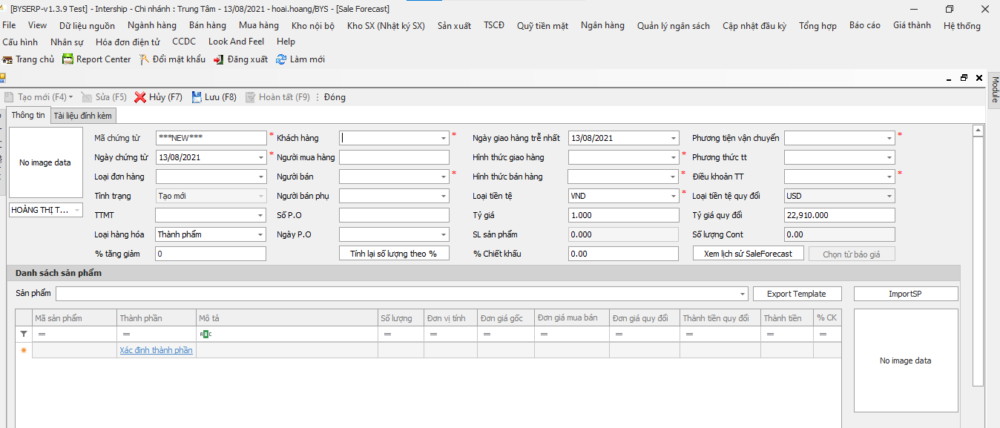 [BYSERP-v1.3.9 Test] - Intership - Chi nhánh : Trung Tâm - 13/08/2021 - hoai.hoang/BYS - [Sale Forecast]
File View Dữ liệu nguồn Ngành hàng Bán hàng Mua hàng Kho nội bộ Kho SX (Nhật ký SX) Sản xuất TSCĐ Quỹ tiền mặt Ngân hàng Quản lý ngân sách Cập nhật đầu kỳ Tổng hợp Báo cáo Giá thành Hệ thống
Cấu hình Nhân sự Hóa đơn điện tử CCDC Look And Feel Help
Trang chủ Report Center Đổi mật khẩu Đăng xuất Làm mới
Module
Tạo mới (F4) Sửa (F5) Hủy (F7) Lưu (F8) Hoàn tất (F9) Đóng
Thông tin Tài liệu đính kèm
No image data
HOÀNG THỊ T...
Mã chứng từ ***NEW*** * Khách hàng * Ngày giao hàng trễ nhất 13/08/2021 Phương tiện vận chuyển *
Ngày chứng từ 13/08/2021 * Người mua hàng Hình thức giao hàng * Phương thức tt
Loại đơn hàng Người bán * Hình thức bán hàng * Điều khoản TT *
Tình trạng Tạo mới Người bán phụ Loại tiền tệ VND * Loại tiền tệ quy đổi USD
TTMT Số P.O Tỷ giá 1.000 Tỷ giá quy đổi 22,910.000
Loại hàng hóa Thành phẩm Ngày P.O SL sản phẩm 0.000 Số lượng Cont 0.00
% tăng giảm 0 Tính lại số lượng theo % % Chiết khấu 0.00 Xem lịch sử SaleForecast Chọn từ báo giá
Danh sách sản phẩm
Sản phẩm Export Template ImportSP
Mã sản phẩm Thành phần Mô tả Số lượng Đơn vị tính Đơn giá gốc Đơn giá mua bán Đơn giá quy đổi Thành tiền quy đổi Thành tiền % CK
= = ABC = = = = = = = =
Xác định thành phần
No image data